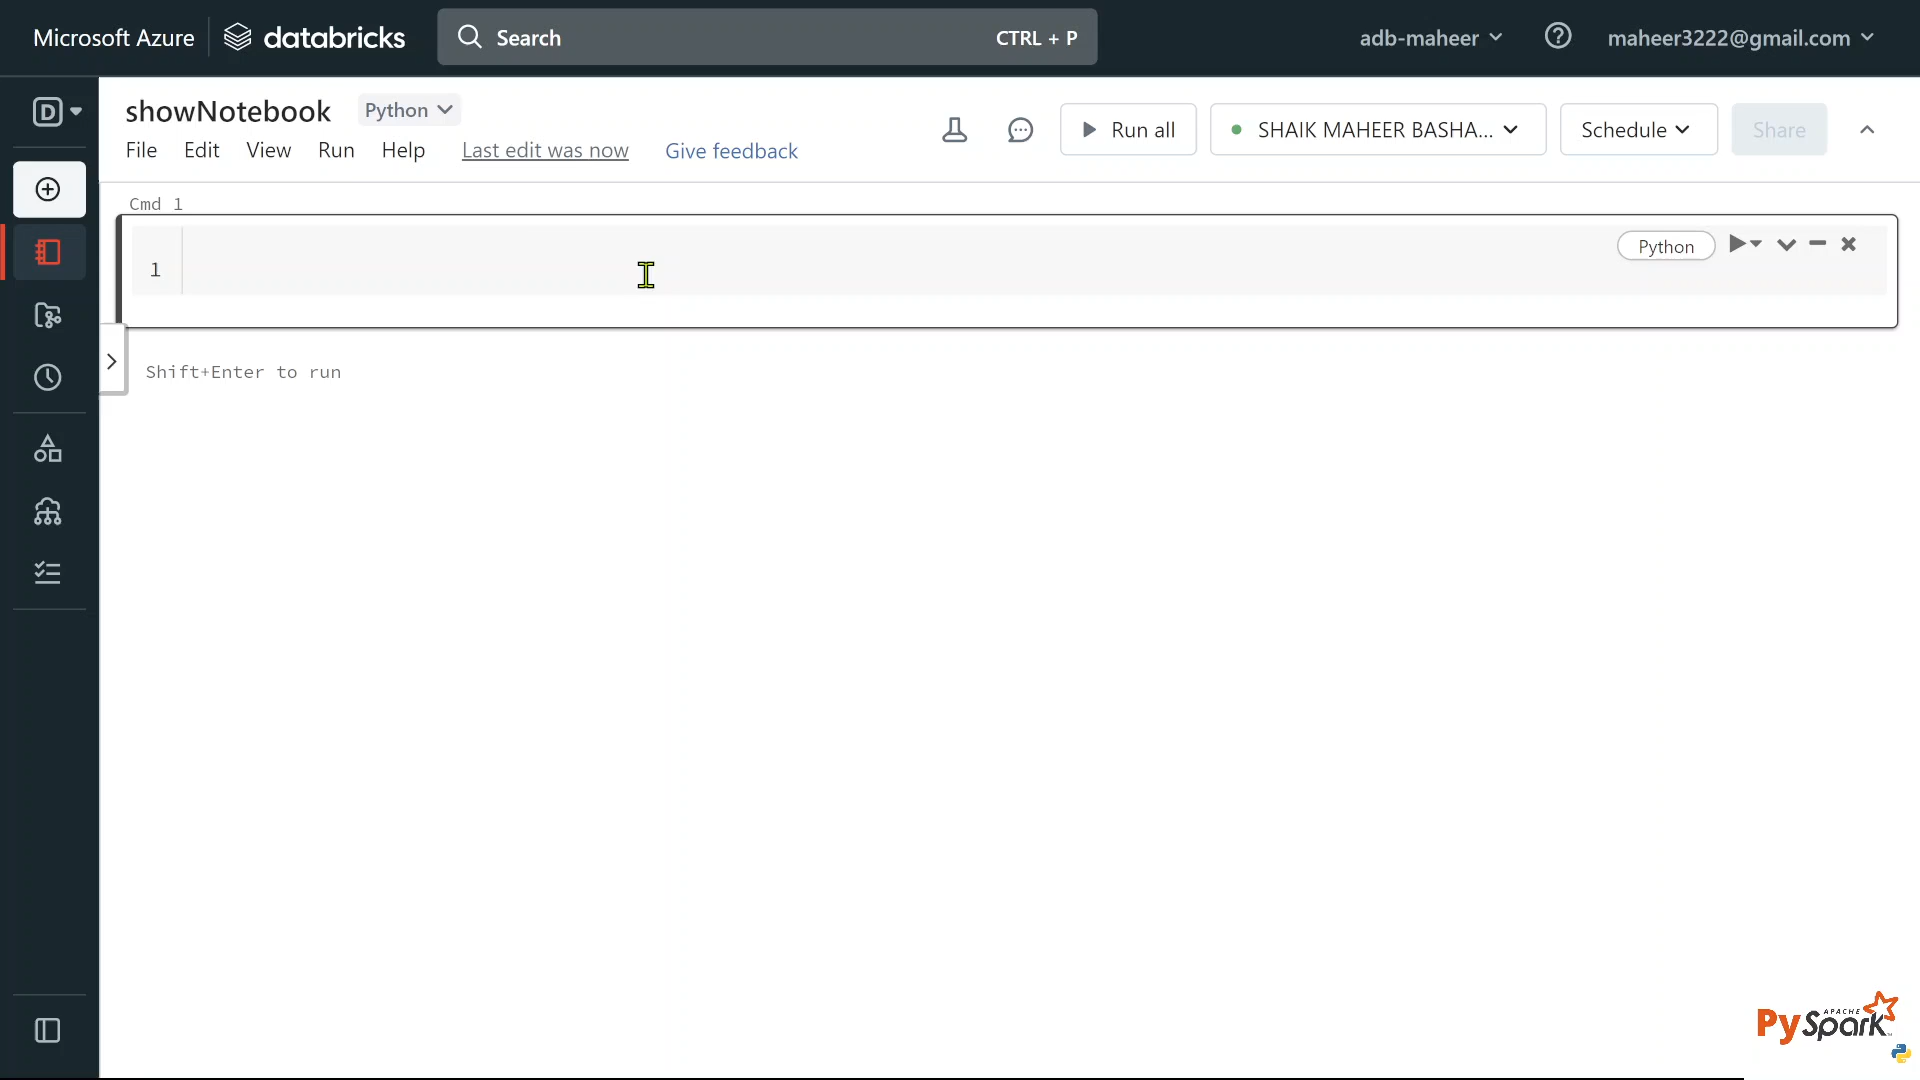 Microsoft Azure databricks Search CTRL + P adb-maheer maheer3222@gmail.com
D showNotebook Python
File Edit View Run Help Last edit was now Give feedback Run all SHAIK MAHEER BASHA... Schedule Share
Cmd 1
1 Python
Shift+Enter to run
APACHE
PySpark